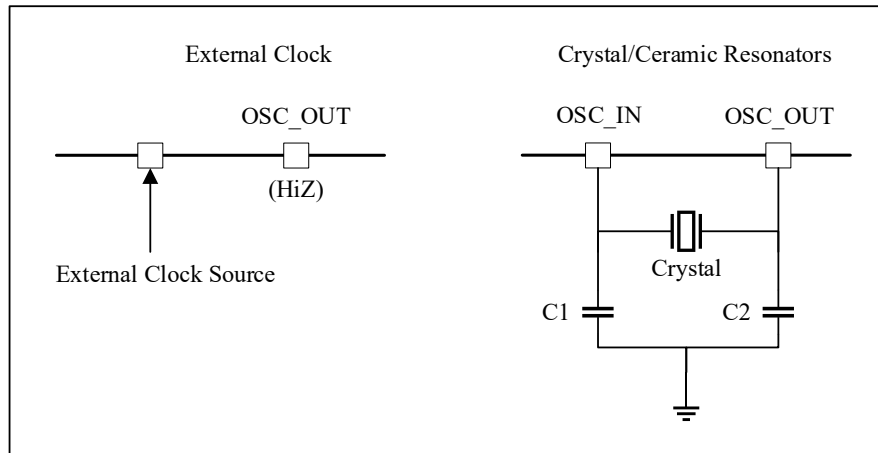 External Clock
OSC_OUT
(HiZ)
External Clock Source
Crystal/Ceramic Resonators
OSC_IN
OSC_OUT
Crystal
C1
C2